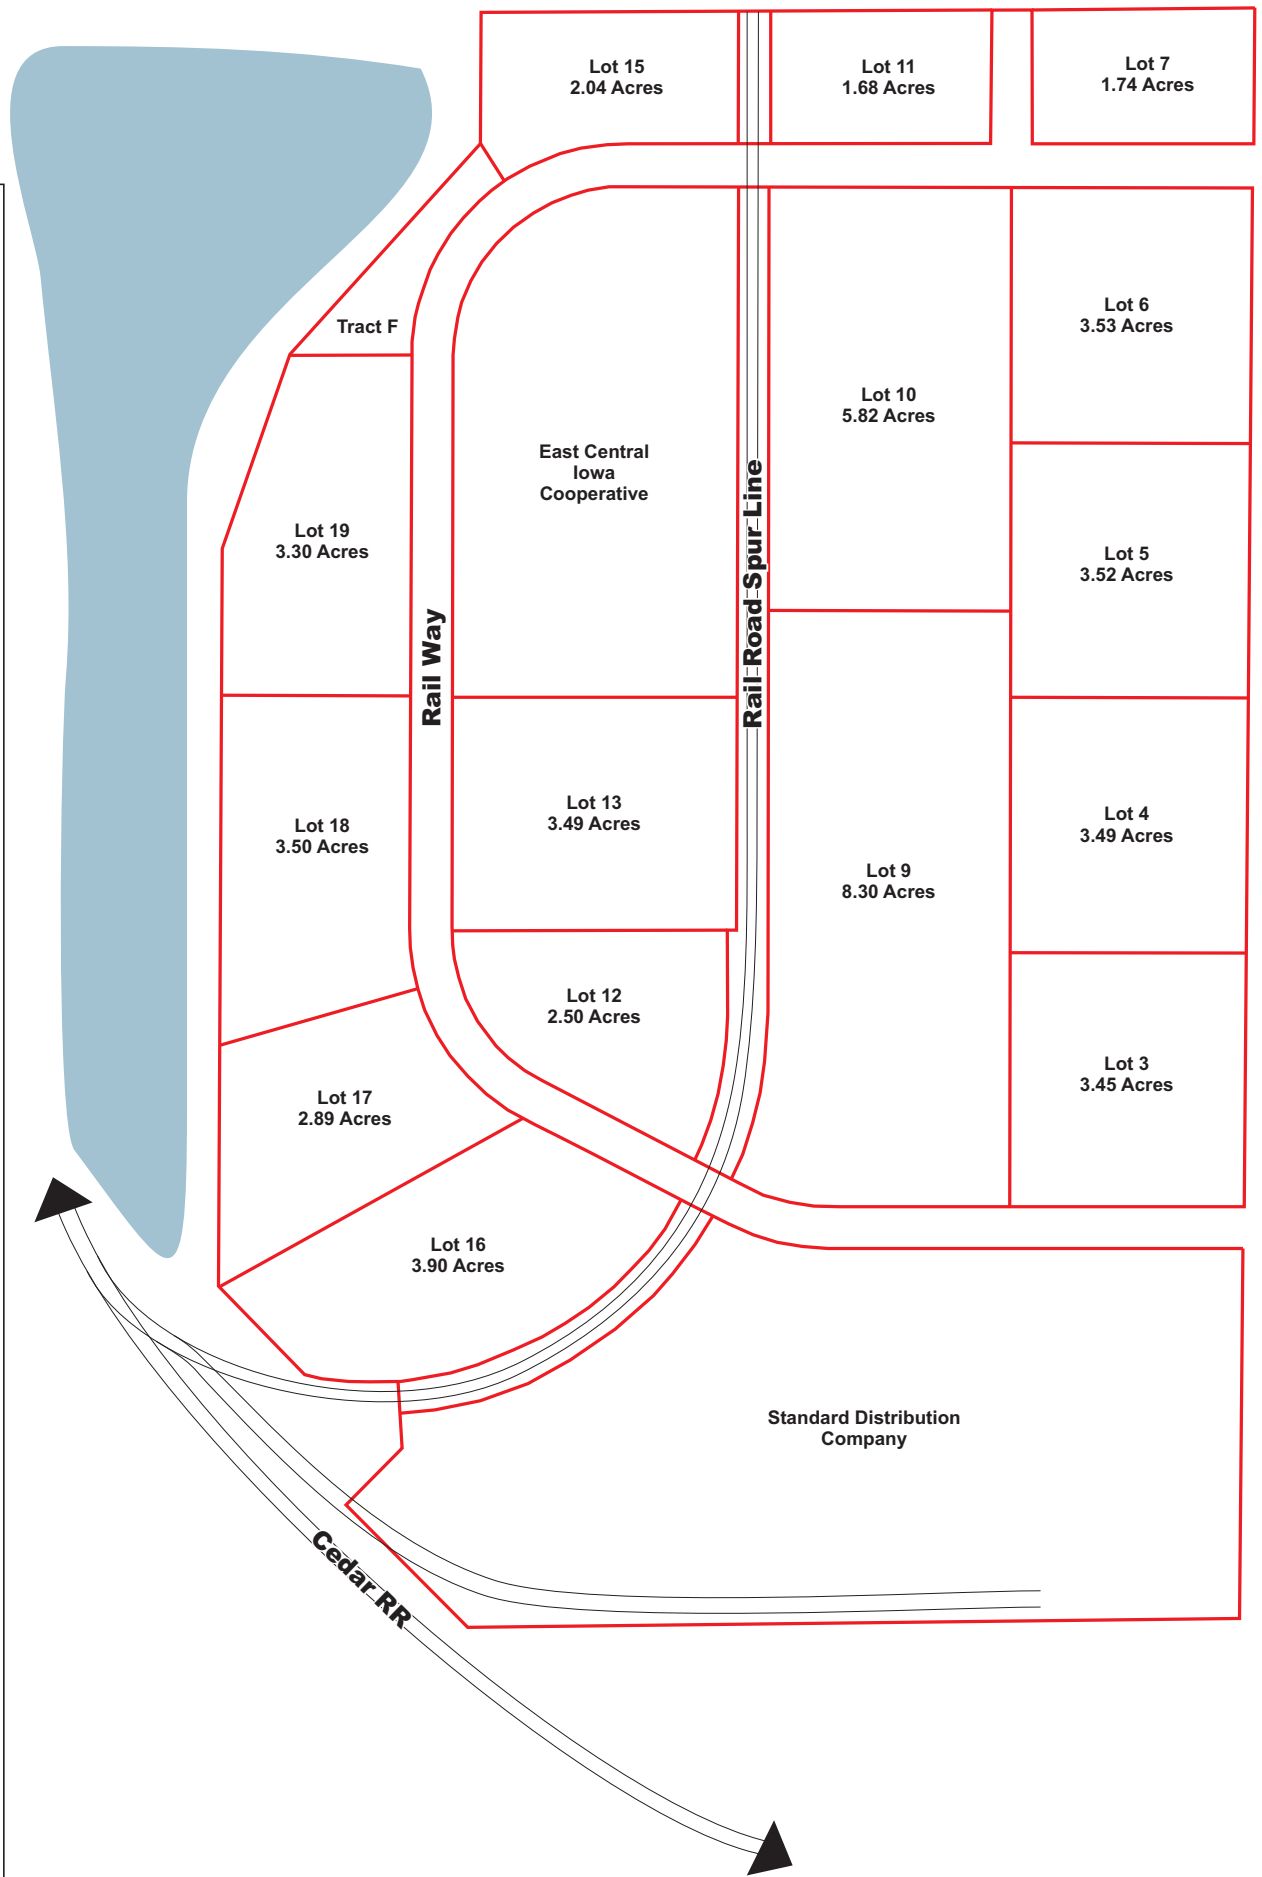 Lot 15
2.04 Acres
Lot 11
1.68 Acres
Lot 7
1.74 Acres
Tract F
Lot 6
3.53 Acres
Lot 10
5.82 Acres
East Central
Iowa
Cooperative
Rail Road Spur Line
Lot 19
3.30 Acres
Lot 5
3.52 Acres
Rail Way
Lot 13
3.49 Acres
Lot 18
3.50 Acres
Lot 4
3.49 Acres
Lot 9
8.30 Acres
Lot 12
2.50 Acres
Lot 3
3.45 Acres
Lot 17
2.89 Acres
Lot 16
3.90 Acres
Standard Distribution
Company
Cedar RR